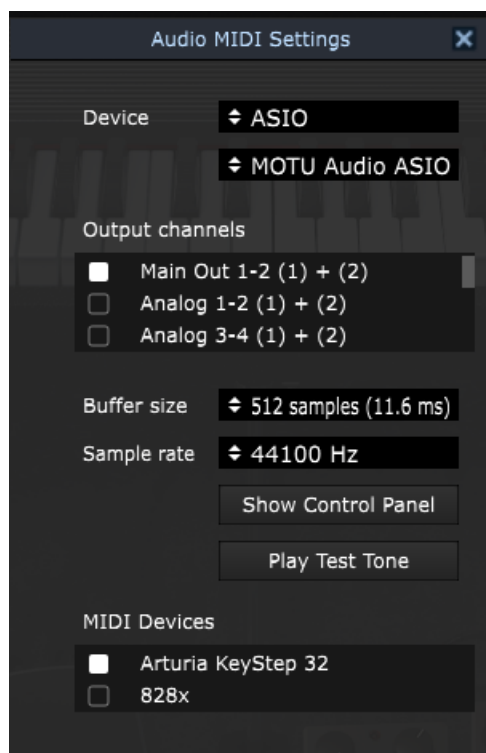 Audio MIDI Settings
Device ASIO
MOTU Audio ASIO
Output channels
Main Out 1-2 (1) + (2)
Analog 1-2 (1) + (2)
Analog 3-4 (1) + (2)
Buffer size 512 samples (11.6 ms)
Sample rate 44100 Hz
Show Control Panel
Play Test Tone
MIDI Devices
Arturia KeyStep 32
828x